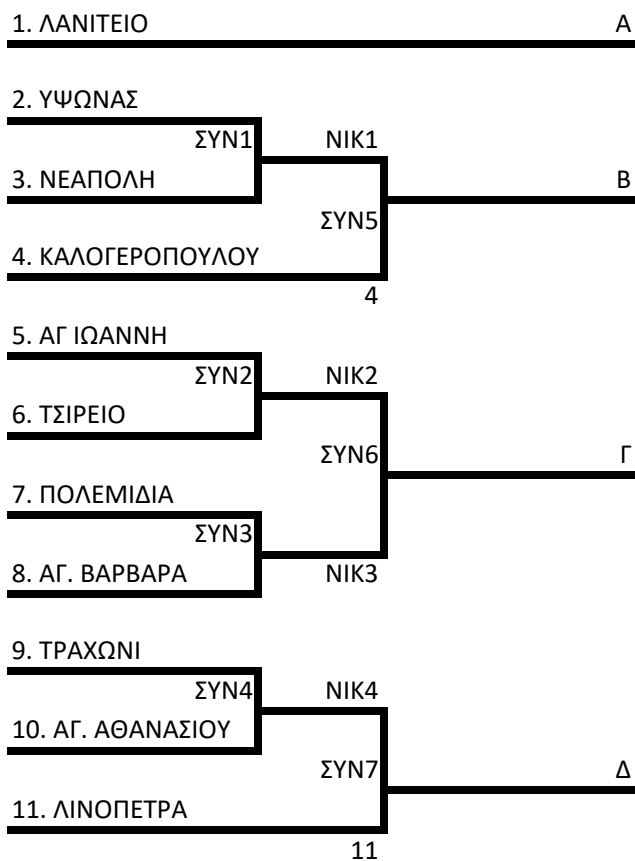 1. ΛΑΝΙΤΕΙΟ Α
2. ΥΨΩΝΑΣ
ΣΥΝ1 ΝΙΚ1
3. ΝΕΑΠΟΛΗ Β
ΣΥΝ5
4. ΚΑΛΟΓΕΡΟΠΟΥΛΟΥ
4
5. ΑΓ ΙΩΑΝΝΗ
ΣΥΝ2 ΝΙΚ2
6. ΤΣΙΡΕΙΟ
ΣΥΝ6 Γ
7. ΠΟΛΕΜΙΔΙΑ
ΣΥΝ3
8. ΑΓ. ΒΑΡΒΑΡΑ ΝΙΚ3
9. ΤΡΑΧΩΝΙ
ΣΥΝ4 ΝΙΚ4
10. ΑΓ. ΑΘΑΝΑΣΙΟΥ
ΣΥΝ7 Δ
11. ΛΙΝΟΠΕΤΡΑ
11